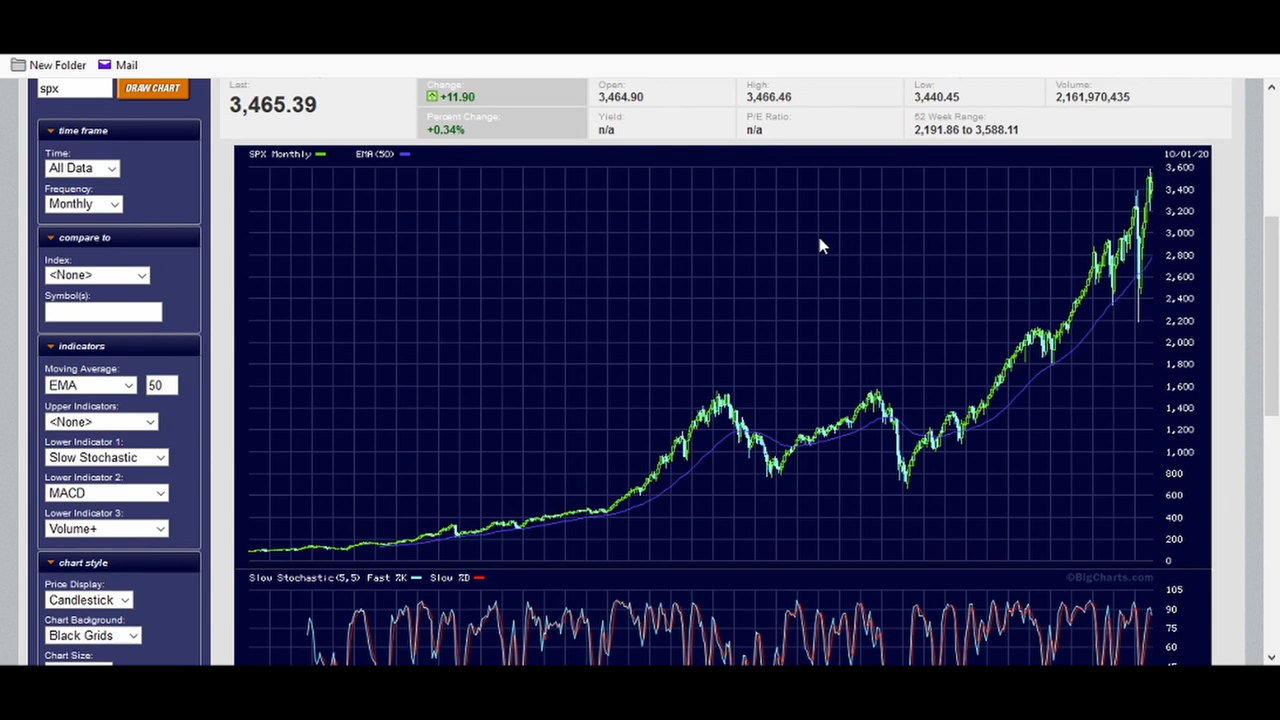 New Folder Mail
spx DRAW CHART
Last:
3,465.39
Change:
+11.90
Percent Change:
+0.34%
Open:
3,464.90
Yield:
n/a
High:
3,466.46
P/E Ratio:
n/a
Low:
3,440.45
Volume:
2,161,970,435
52 Week Range:
2,191.86 to 3,588.11
time frame
Time:
All Data
Frequency:
Monthly
compare to
Index:
<None>
Symbol(s):
indicators
Moving Average:
EMA 50
Upper Indicators:
<None>
Lower Indicator 1:
Slow Stochastic
Lower Indicator 2:
MACD
Lower Indicator 3:
Volume+
chart style
Price Display:
Candlestick
Chart Background:
Black Grids
Chart Size:
SPX Monthly EMA(50) 10/01/20
3,600
3,400
3,200
3,000
2,800
2,600
2,400
2,200
2,000
1,800
1,600
1,400
1,200
1,000
800
600
400
200
0
Slow Stochastic(5,5) Fast %K Slow %D ©BigCharts.com
105
90
75
60